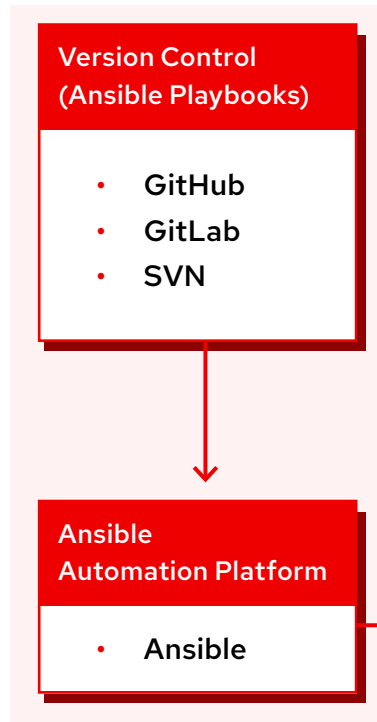 Version Control
(Ansible Playbooks)
• GitHub
• GitLab
• SVN
Ansible
Automation Platform
• Ansible